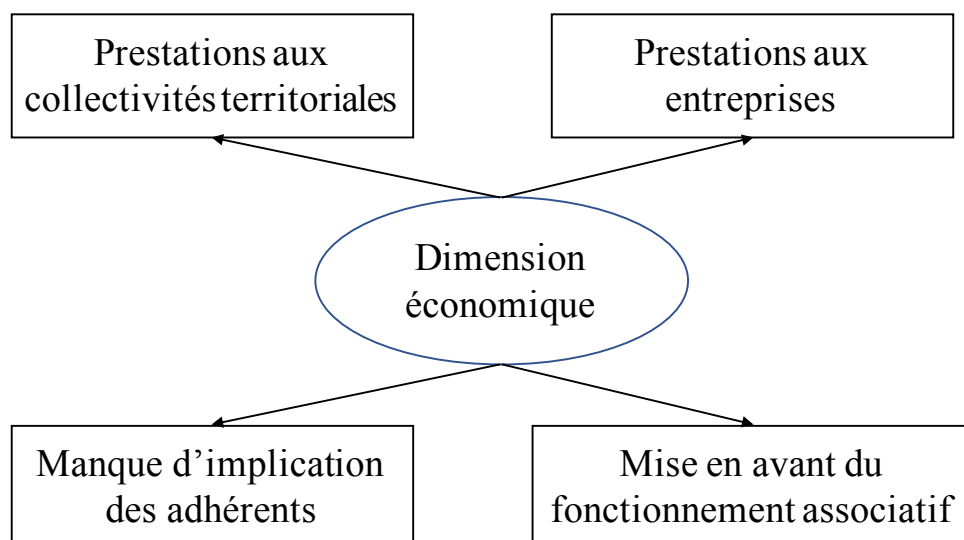 Prestations aux
collectivités territoriales
Prestations aux
entreprises
Dimension
économique
Manque d’implication
des adhérents
Mise en avant du
fonctionnement associatif